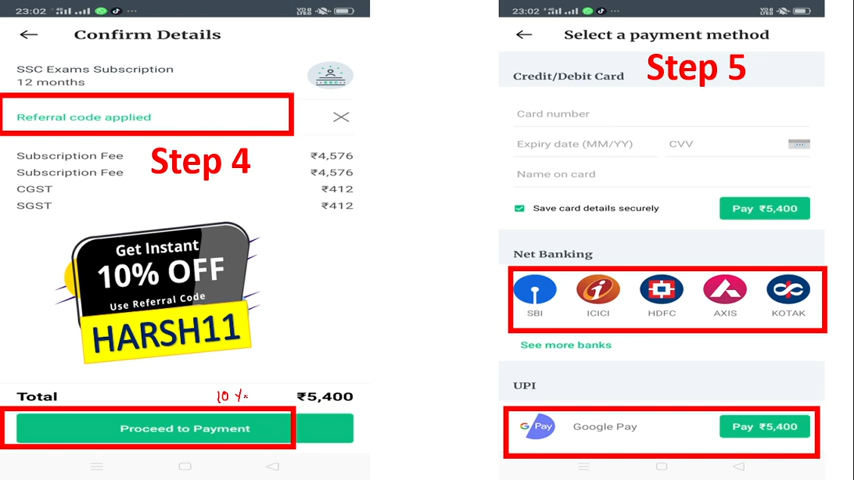 23:02
Confirm Details
SSC Exams Subscription
12 months
Referral code applied
Subscription Fee ₹4,576
Step 4
Subscription Fee ₹4,576
CGST ₹412
SGST ₹412
Get Instant
10% OFF
Use Referral Code
HARSH11
Total 10 % ₹5,400
Proceed to Payment
23:02
Select a payment method
Step 5
Credit/Debit Card
Card number
Expiry date (MM/YY) CVV
Name on card
Save card details securely Pay ₹5,400
Net Banking
SBI ICICI HDFC AXIS KOTAK
See more banks
UPI
G Pay Google Pay Pay ₹5,400